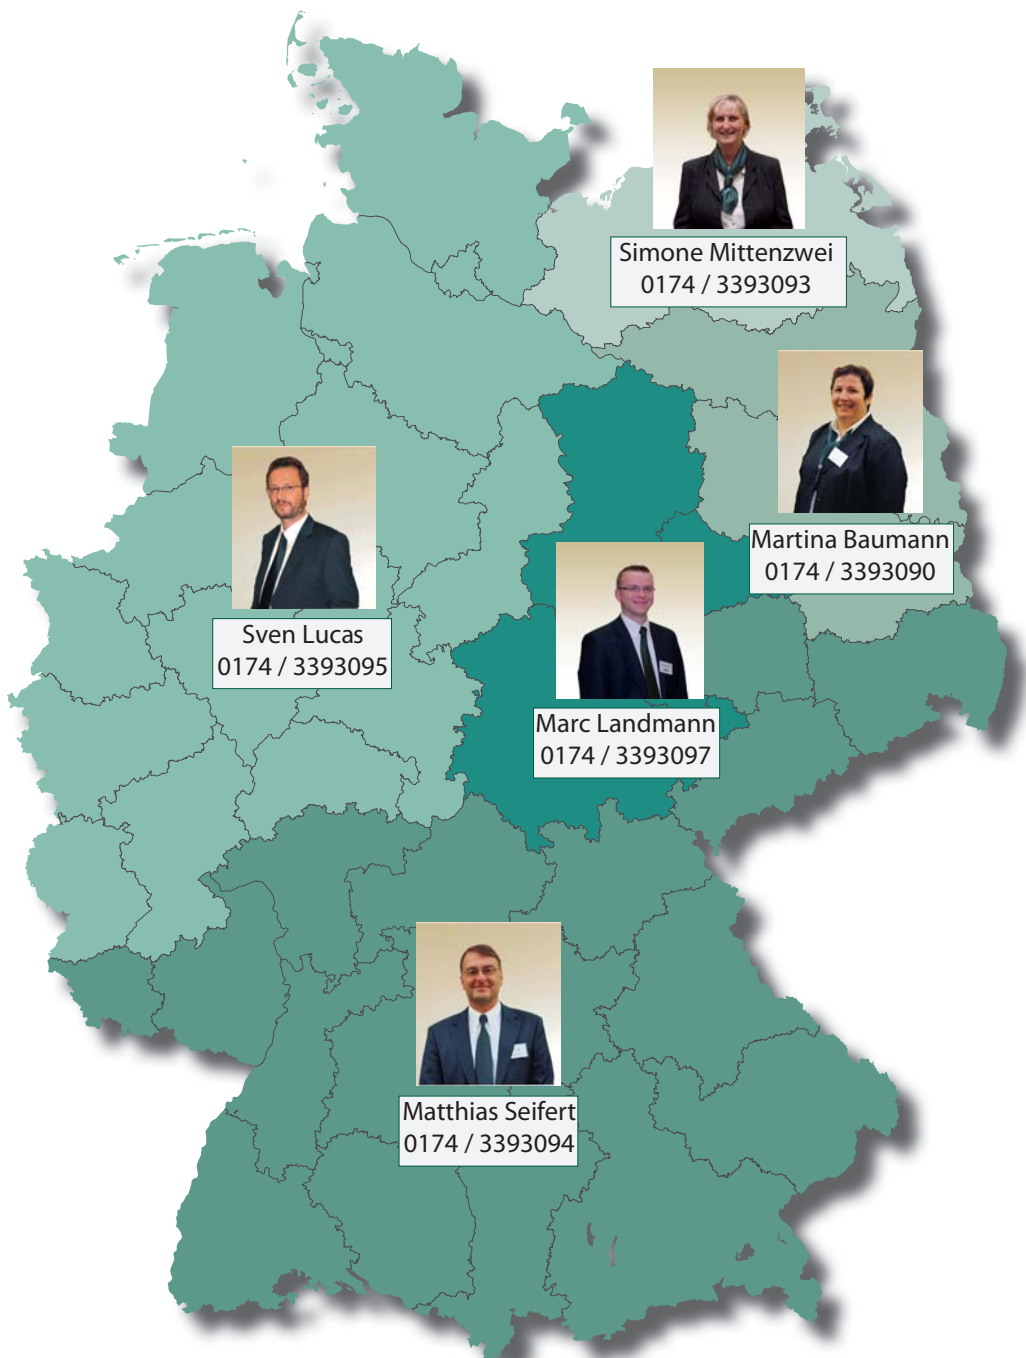 Simone Mittenzwei
0174 / 3393093
Martina Baumann
0174 / 3393090
Sven Lucas
0174 / 3393095
Marc Landmann
0174 / 3393097
Matthias Seifert
0174 / 3393094